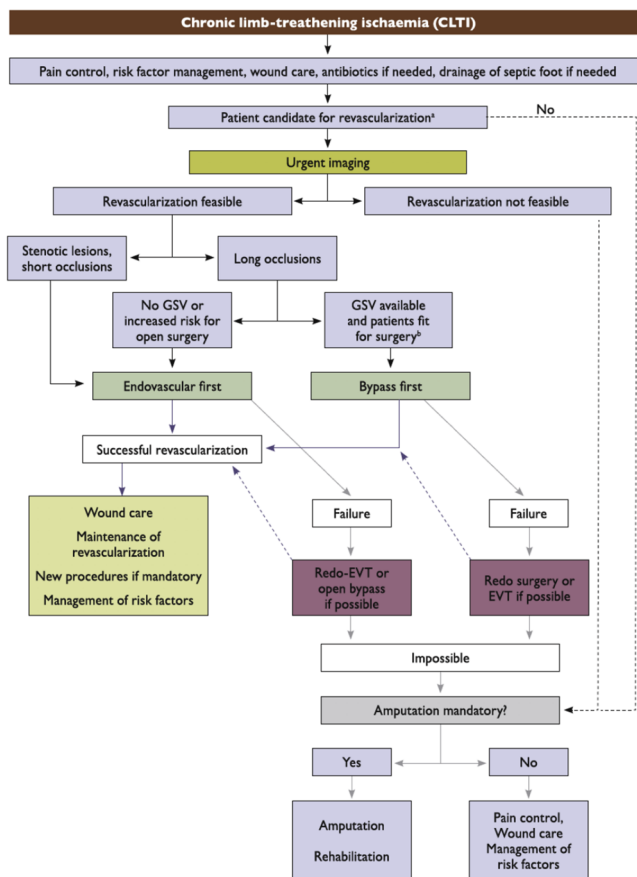 Chronic limb-treathening ischaemia (CLTI)
Pain control, risk factor management, wound care, antibiotics if needed, drainage of septic foot if needed
No
Patient candidate for revascularizationᵃ
Urgent imaging
Revascularization feasible
Revascularization not feasible
Stenotic lesions,
short occlusions
Long occlusions
No GSV or
increased risk for
open surgery
GSV available
and patients fit
for surgeryᵇ
Endovascular first
Bypass first
Successful revascularization
Wound care
Maintenance of
revascularization
New procedures if mandatory
Management of risk factors
Failure
Failure
Redo-EVT or
open bypass
if possible
Redo surgery or
EVT if possible
Impossible
Amputation mandatory?
Yes
No
Amputation
Rehabilitation
Pain control,
Wound care
Management of
risk factors